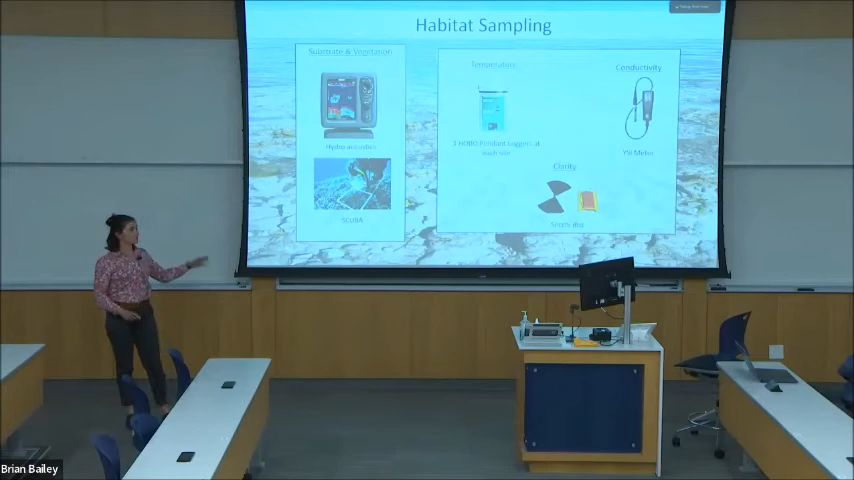 Habitat Sampling
Substrate & Vegetation
Hydro acoustics
SCUBA
Temperature
3 HOBO Pendant Loggers at
each site
Conductivity
YSI Meter
Clarity
Secchi disk
Brian Bailey